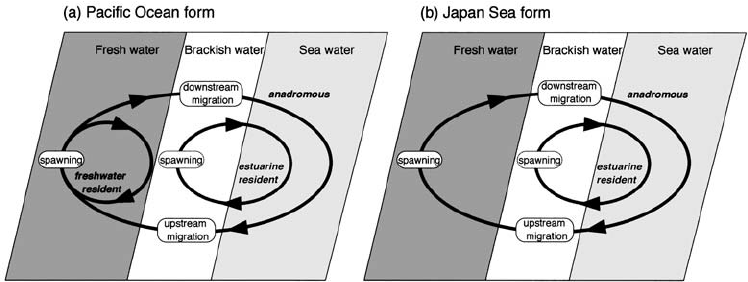 (a) Pacific Ocean form
Fresh water
Brackish water
Sea water
downstream
migration
anadromous
spawning
freshwater
resident
spawning
estuarine
resident
upstream
migration
(b) Japan Sea form
Fresh water
Brackish water
Sea water
downstream
migration
anadromous
spawning
spawning
estuarine
resident
upstream
migration